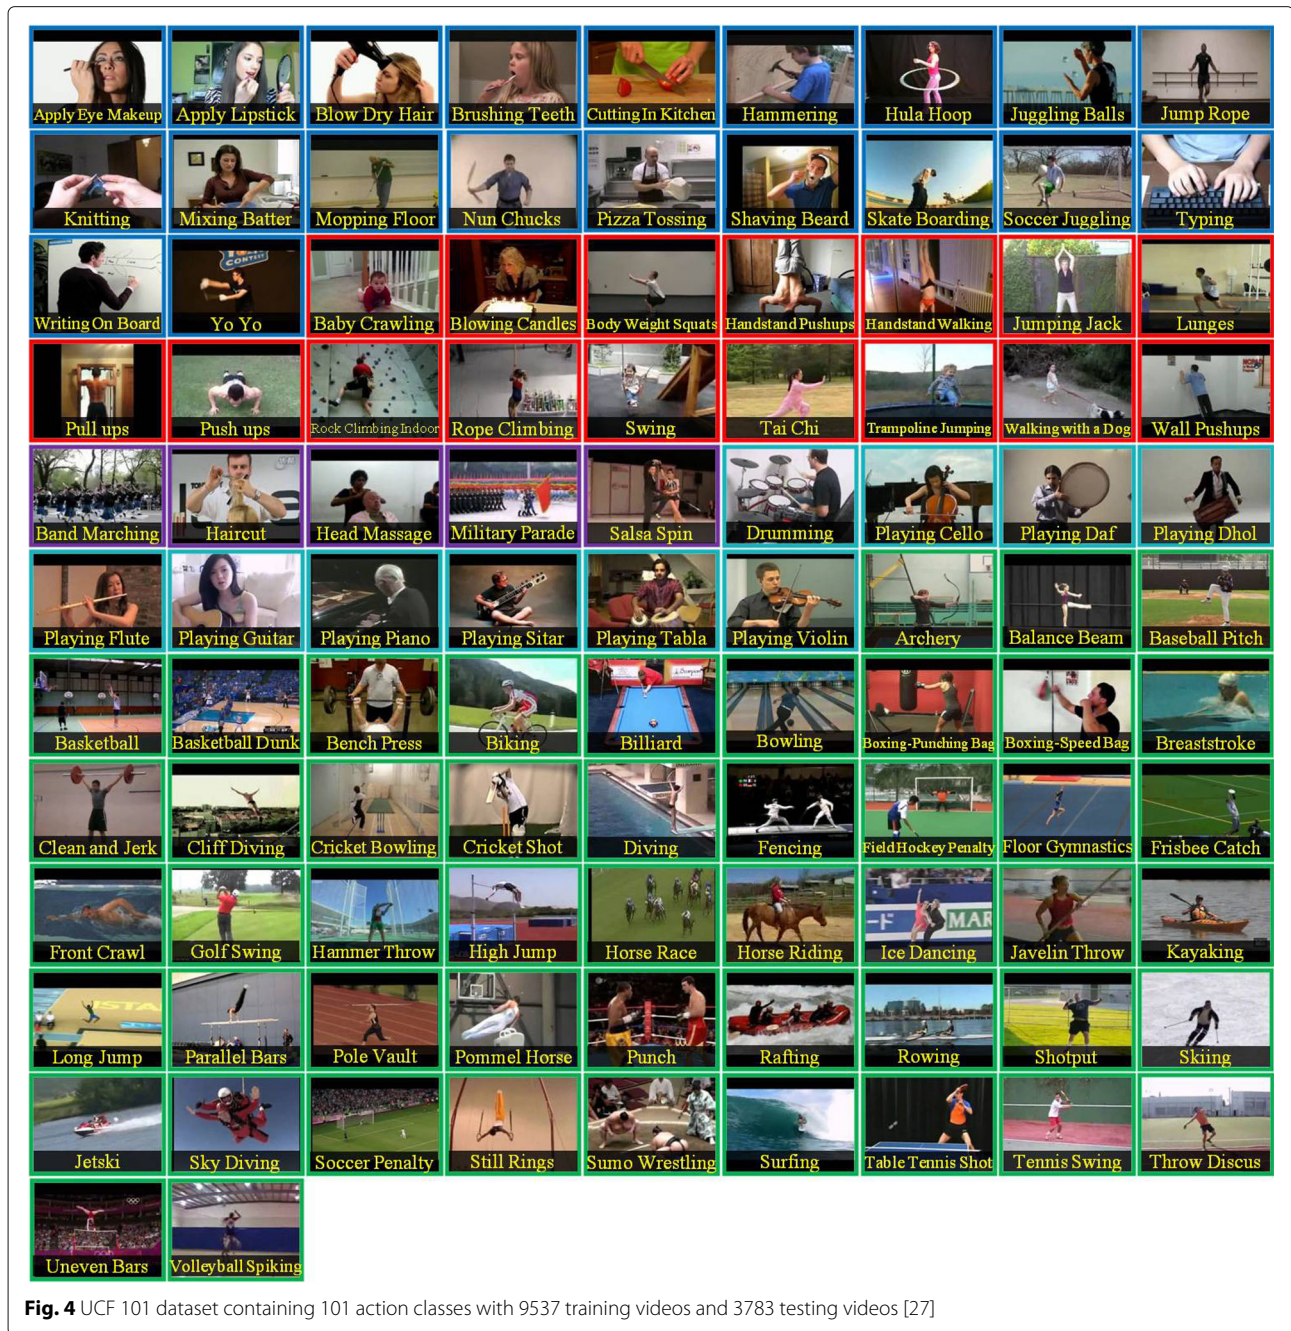 Apply Eye Makeup
Apply Lipstick
Blow Dry Hair
Brushing Teeth
Cutting In Kitchen
Hammering
Hula Hoop
Juggling Balls
Jump Rope
Knitting
Mixing Batter
Mopping Floor
Nun Chucks
Pizza Tossing
Shaving Beard
Skate Boarding
Soccer Juggling
Typing
CONTEST
Writing On Board
Yo Yo
Baby Crawling
Blowing Candles
Body Weight Squats
Handstand Pushups
Handstand Walking
Jumping Jack
Lunges
Pull ups
Push ups
Rock Climbing Indoor
Rope Climbing
Swing
Tai Chi
Trampoline Jumping
Walking with a Dog
Wall Pushups
Band Marching
Haircut
Head Massage
Military Parade
Salsa Spin
Drumming
Playing Cello
Playing Daf
Playing Dhol
Playing Flute
Playing Guitar
Playing Piano
Playing Sitar
Playing Tabla
Playing Violin
Archery
Balance Beam
Baseball Pitch
Basketball
Basketball Dunk
Bench Press
Biking
Billiard
Bowling
Boxing-Punching Bag
Boxing-Speed Bag
Breaststroke
Clean and Jerk
Cliff Diving
Cricket Bowling
Cricket Shot
Diving
Fencing
Field Hockey Penalty
Floor Gymnastics
Frisbee Catch
MAR
Front Crawl
Golf Swing
Hammer Throw
High Jump
Horse Race
Horse Riding
Ice Dancing
Javelin Throw
Kayaking
Long Jump
Parallel Bars
Pole Vault
Pommel Horse
Punch
Rafting
Rowing
Shotput
Skiing
Jetski
Sky Diving
Soccer Penalty
Still Rings
Sumo Wrestling
Surfing
Table Tennis Shot
Tennis Swing
Throw Discus
Uneven Bars
Volleyball Spiking
Fig. 4 UCF 101 dataset containing 101 action classes with 9537 training videos and 3783 testing videos [27]